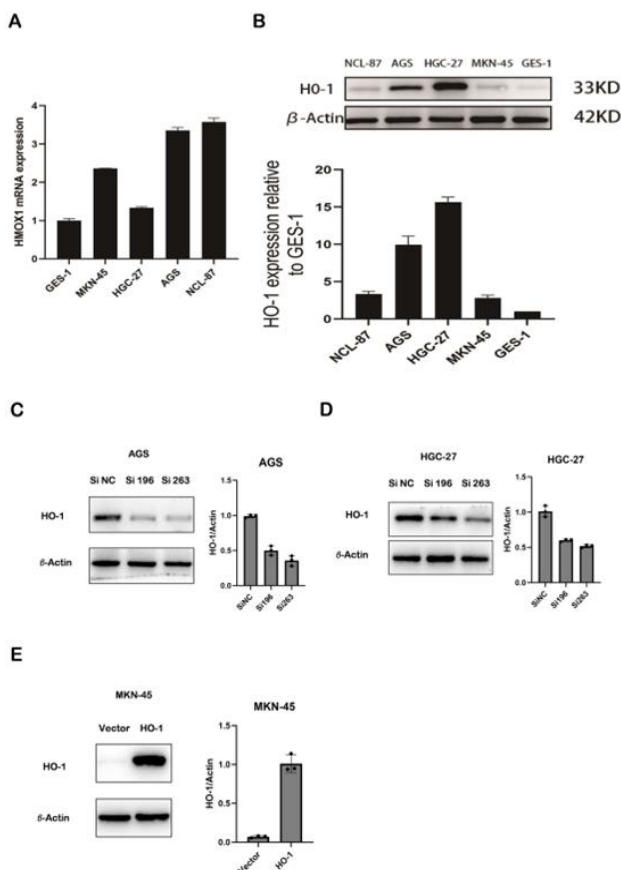 A
HMOX1 mRNA expression
4
3
2
1
0
GES-1
MKN-45
HGC-27
AGS
NCL-87
B
NCL-87 AGS HGC-27 MKN-45 GES-1
H0-1 33KD
β-Actin 42KD
HO-1 expression relative
to GES-1
20
15
10
5
0
NCL-87
AGS
HGC-27
MKN-45
GES-1
C
AGS
Si NC Si 196 Si 263
HO-1
β-Actin
AGS
HO-1/Actin
1.5
1.0
0.5
0.0
SiNC
Si196
Si263
D
HGC-27
Si NC Si 196 Si 263
HO-1
β-Actin
HGC-27
HO-1/Actin
1.5
1.0
0.5
0.0
SiNC
Si196
Si263
E
MKN-45
Vector HO-1
HO-1
β-Actin
MKN-45
HO-1/Actin
1.5
1.0
0.5
0.0
Vector
HO-1